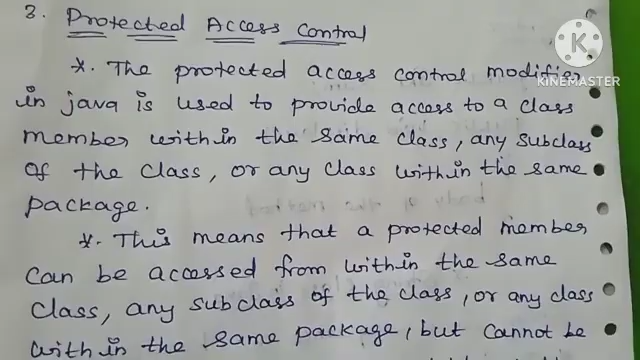 3. Protected Access Control
*. The protected access control modifier
in java is used to provide access to a class
member within the same class, any subclass
of the class, or any class within the same
package.
*. This means that a protected member
can be accessed from within the same
class, any subclass of the class, or any class
within the same package, but cannot be
K
KINEMASTER